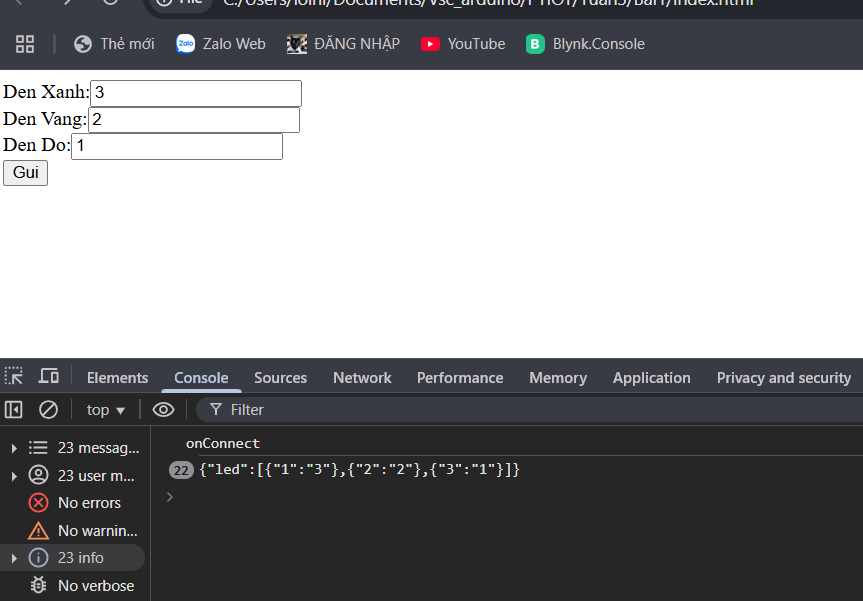 File C:/Users/
Thẻ mới Zalo Web ĐĂNG NHẬP YouTube Blynk.Console
Den Xanh: 3
Den Vang: 2
Den Do: 1
Gui
Elements Console Sources Network Performance Memory Application Privacy and security
top Filter
23 messag...
23 user m...
No errors
No warnin...
23 info
No verbose
onConnect
22 {"led":[{"1":"3"},{"2":"2"},{"3":"1"}]}